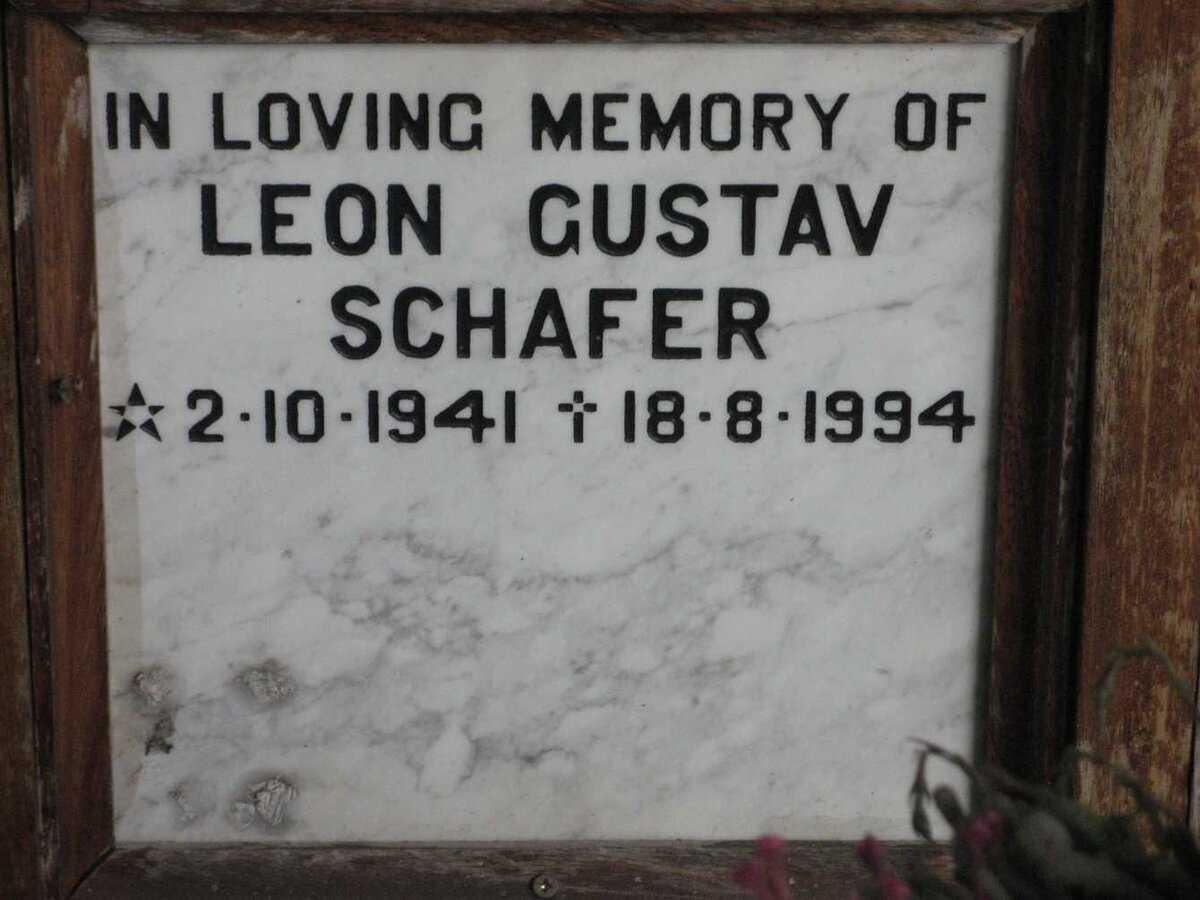 IN LOVING MEMORY OF
LEON GUSTAV
SCHAFER
☆ 2·10·1941 ✝ 18·8·1994